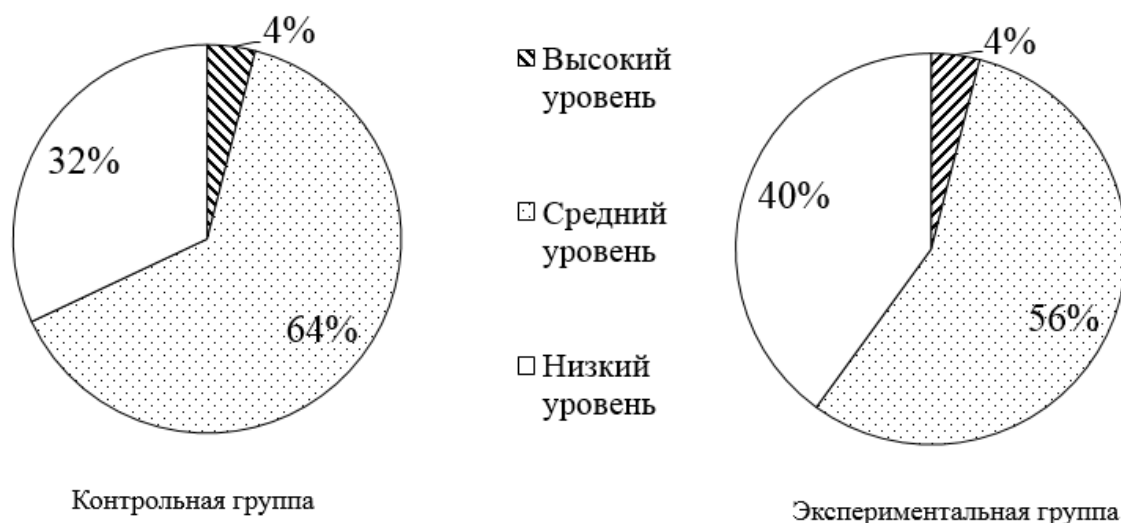 4%
32%
64%
Контрольная группа
Высокий
уровень
Средний
уровень
Низкий
уровень
4%
40%
56%
Экспериментальная группа